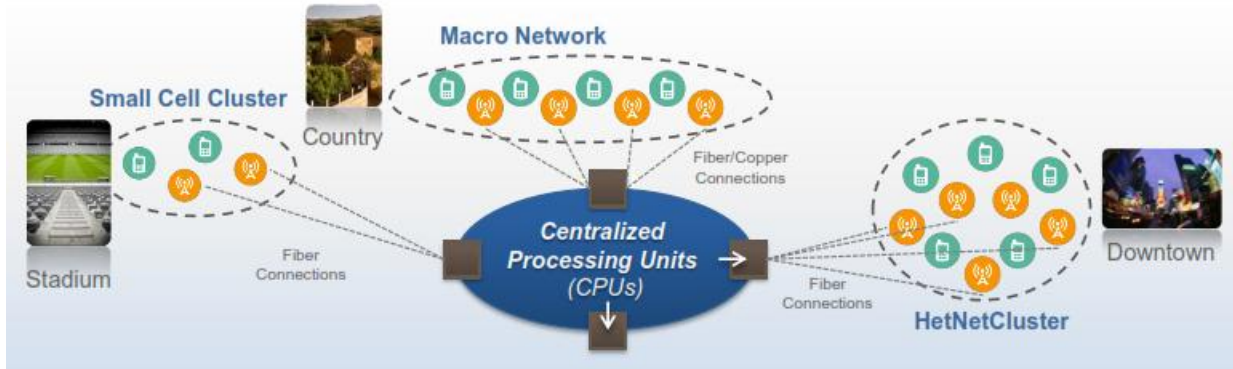 Macro Network
Small Cell Cluster
Country
Fiber/Copper
Connections
Centralized
Processing Units
(CPUs)
Fiber
Connections
Stadium
Fiber
Connections
Downtown
HetNetCluster